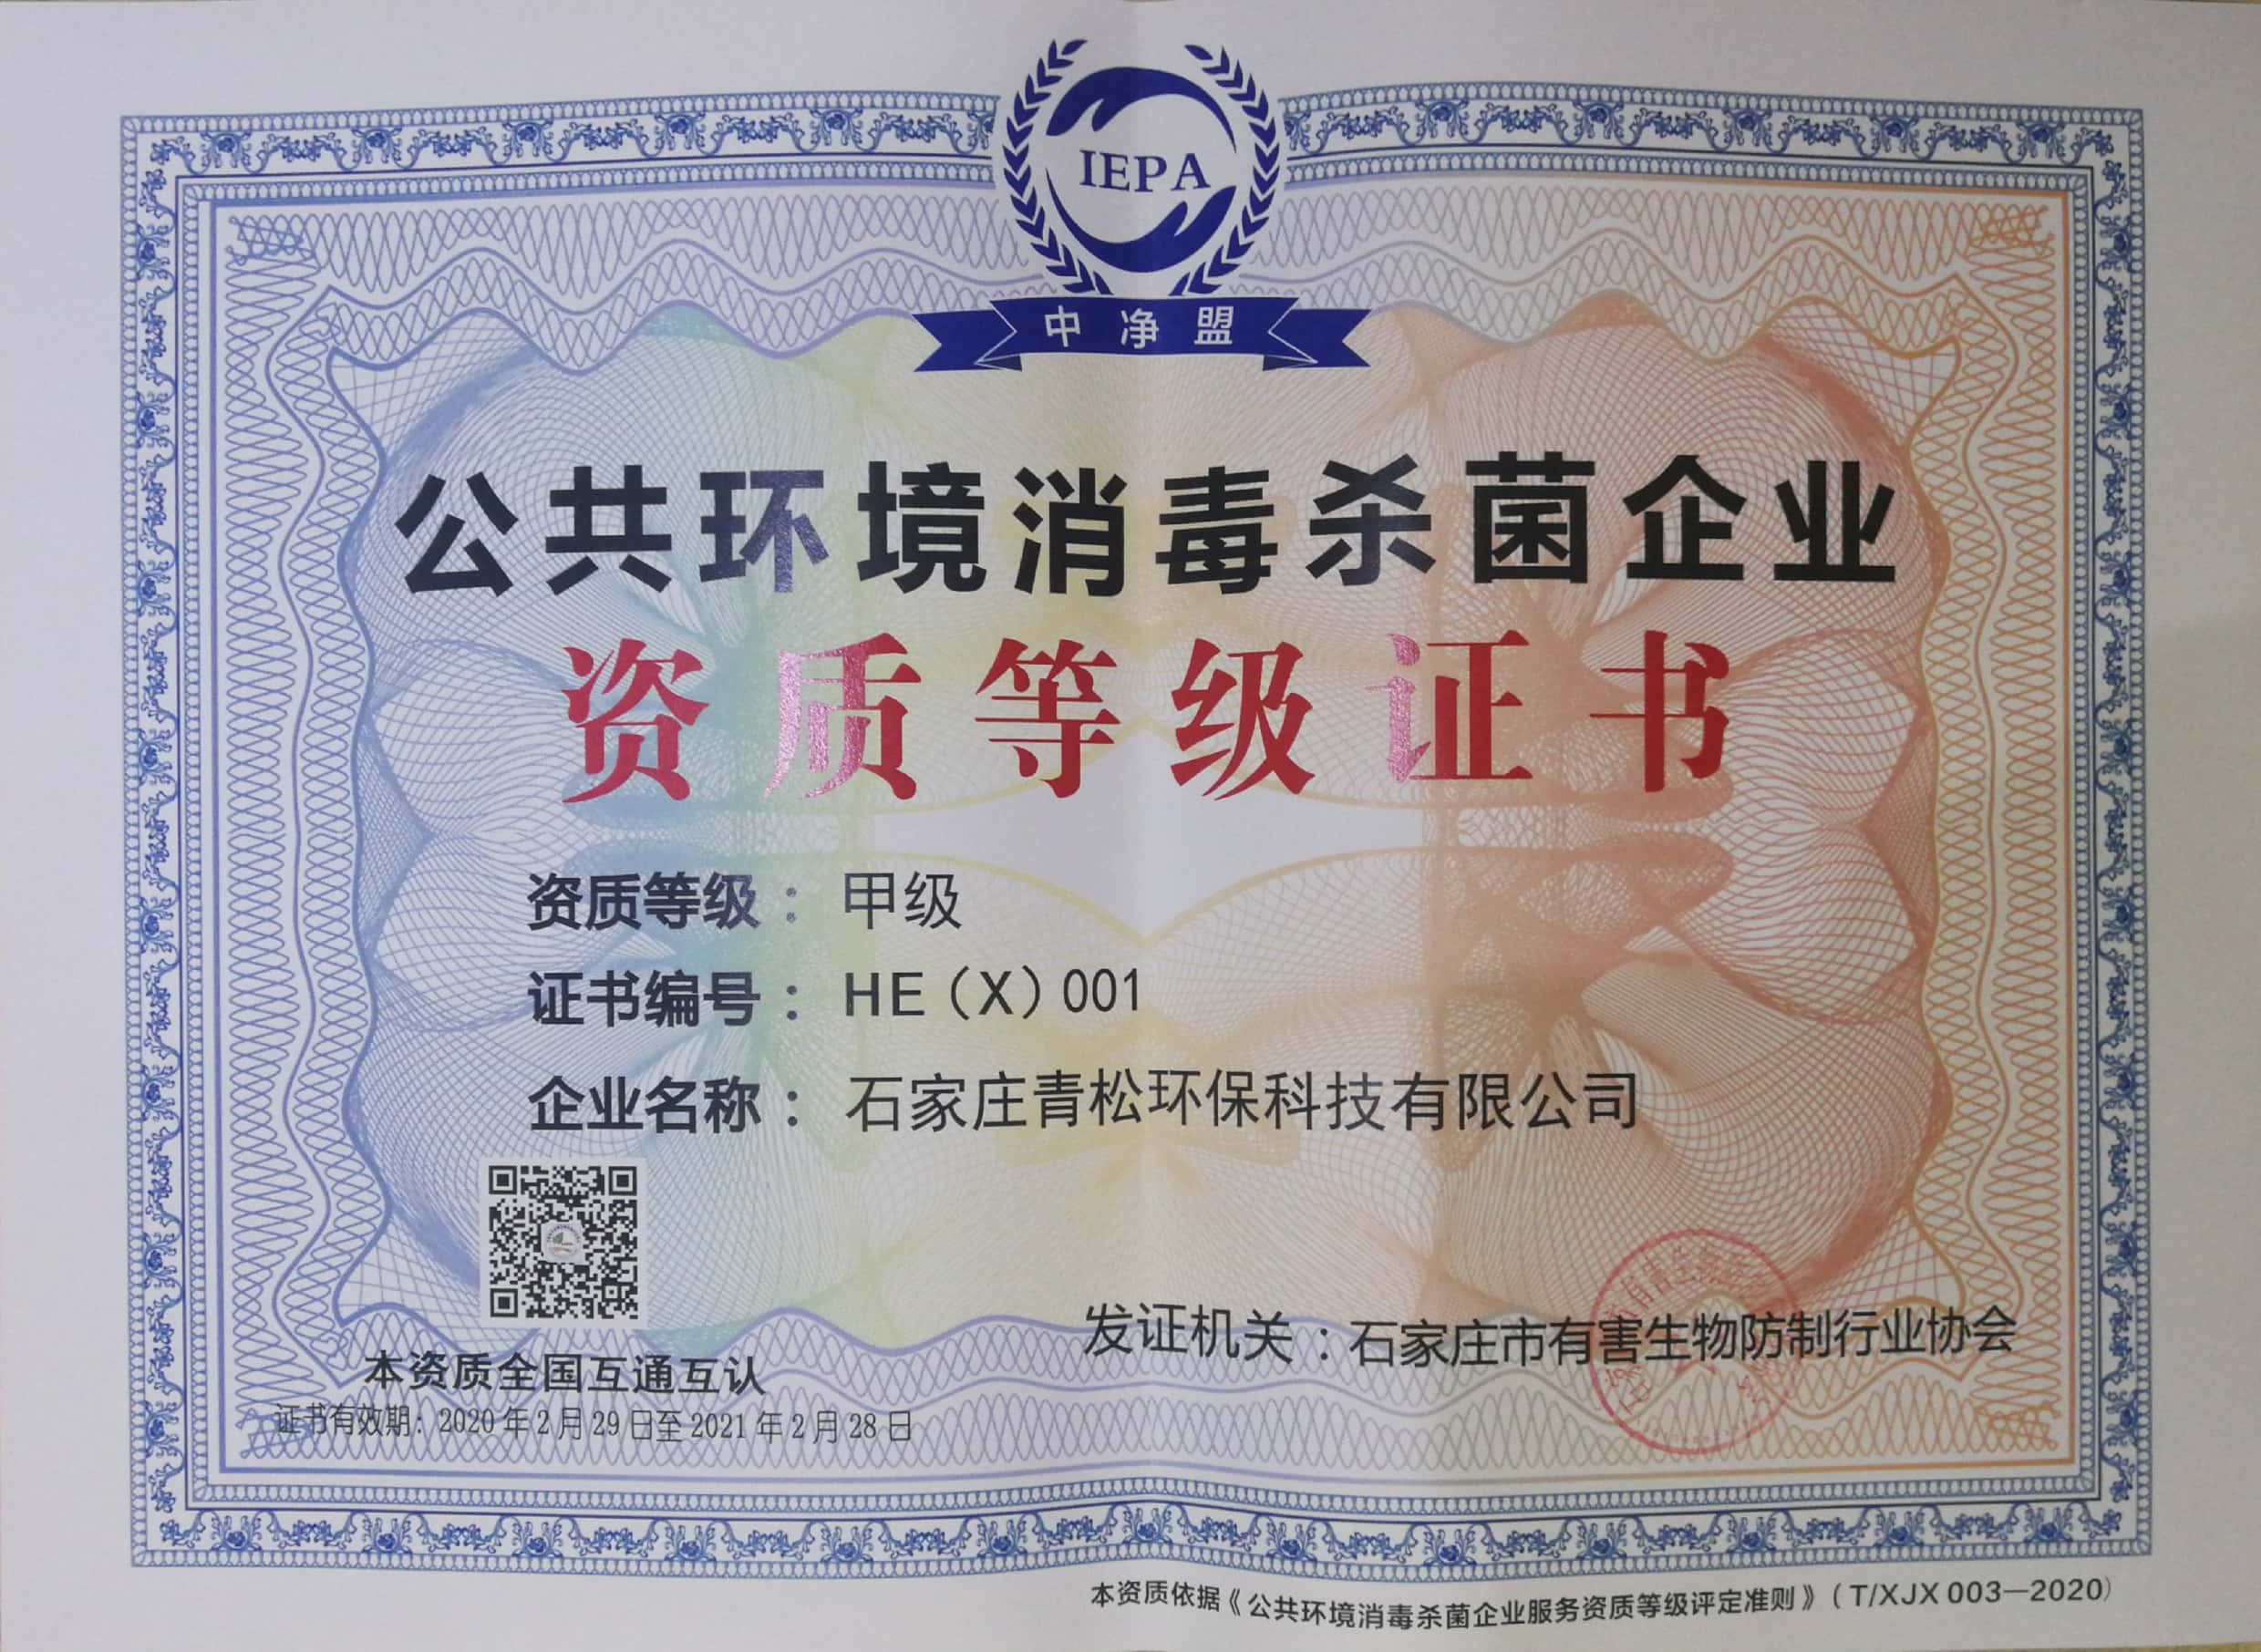 IEPA
中净盟
公共环境消毒杀菌企业
资质等级证书
资质等级：甲级
证书编号：HE（X）001
企业名称：石家庄青松环保科技有限公司
发证机关：石家庄市有害生物防制行业协会
本资质全国互通互认
证书有效期：2020年2月29日至2021年2月28日
本资质依据《公共环境消毒杀菌企业服务资质等级评定准则》（T/XJX 003—2020）